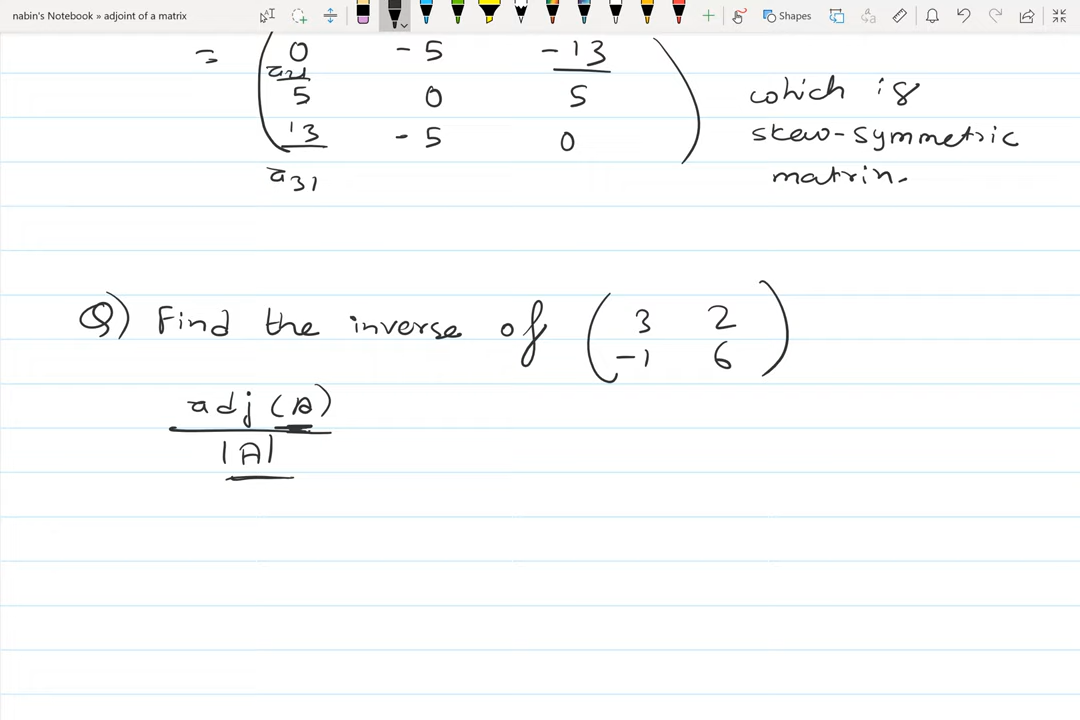 nabin's Notebook » adjoint of a matrix
Shapes
= ( 0 -5 -13
a21
5 0 5
13 -5 0 )
a31
which is
skew-symmetric
matrin.
Q) Find the inverse of ( 3 2
-1 6 )
adj (A)
|A|